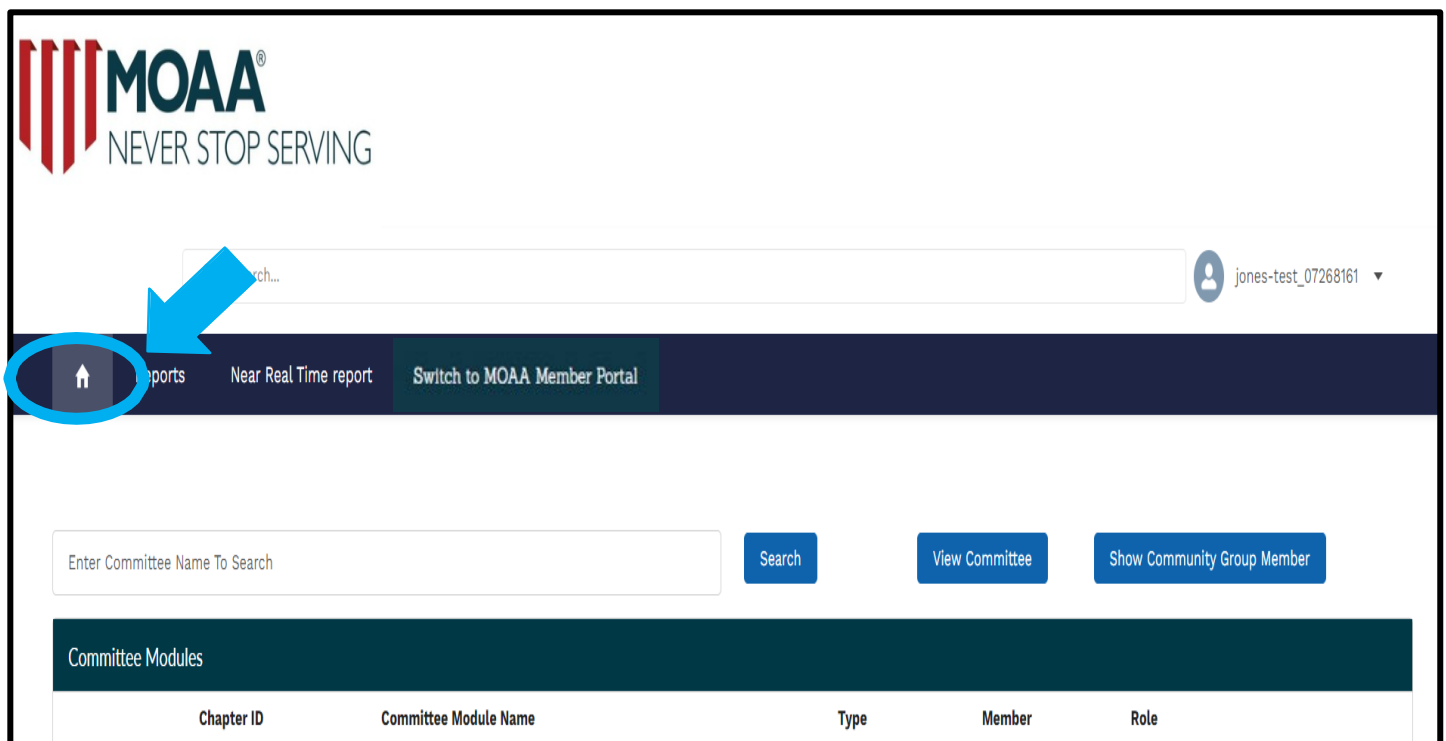 MOAA®
NEVER STOP SERVING
jones-test_07268161
Near Real Time report
Switch to MOAA Member Portal
Enter Committee Name To Search
Search
View Committee
Show Community Group Member
Committee Modules
Chapter ID Committee Module Name Type Member Role